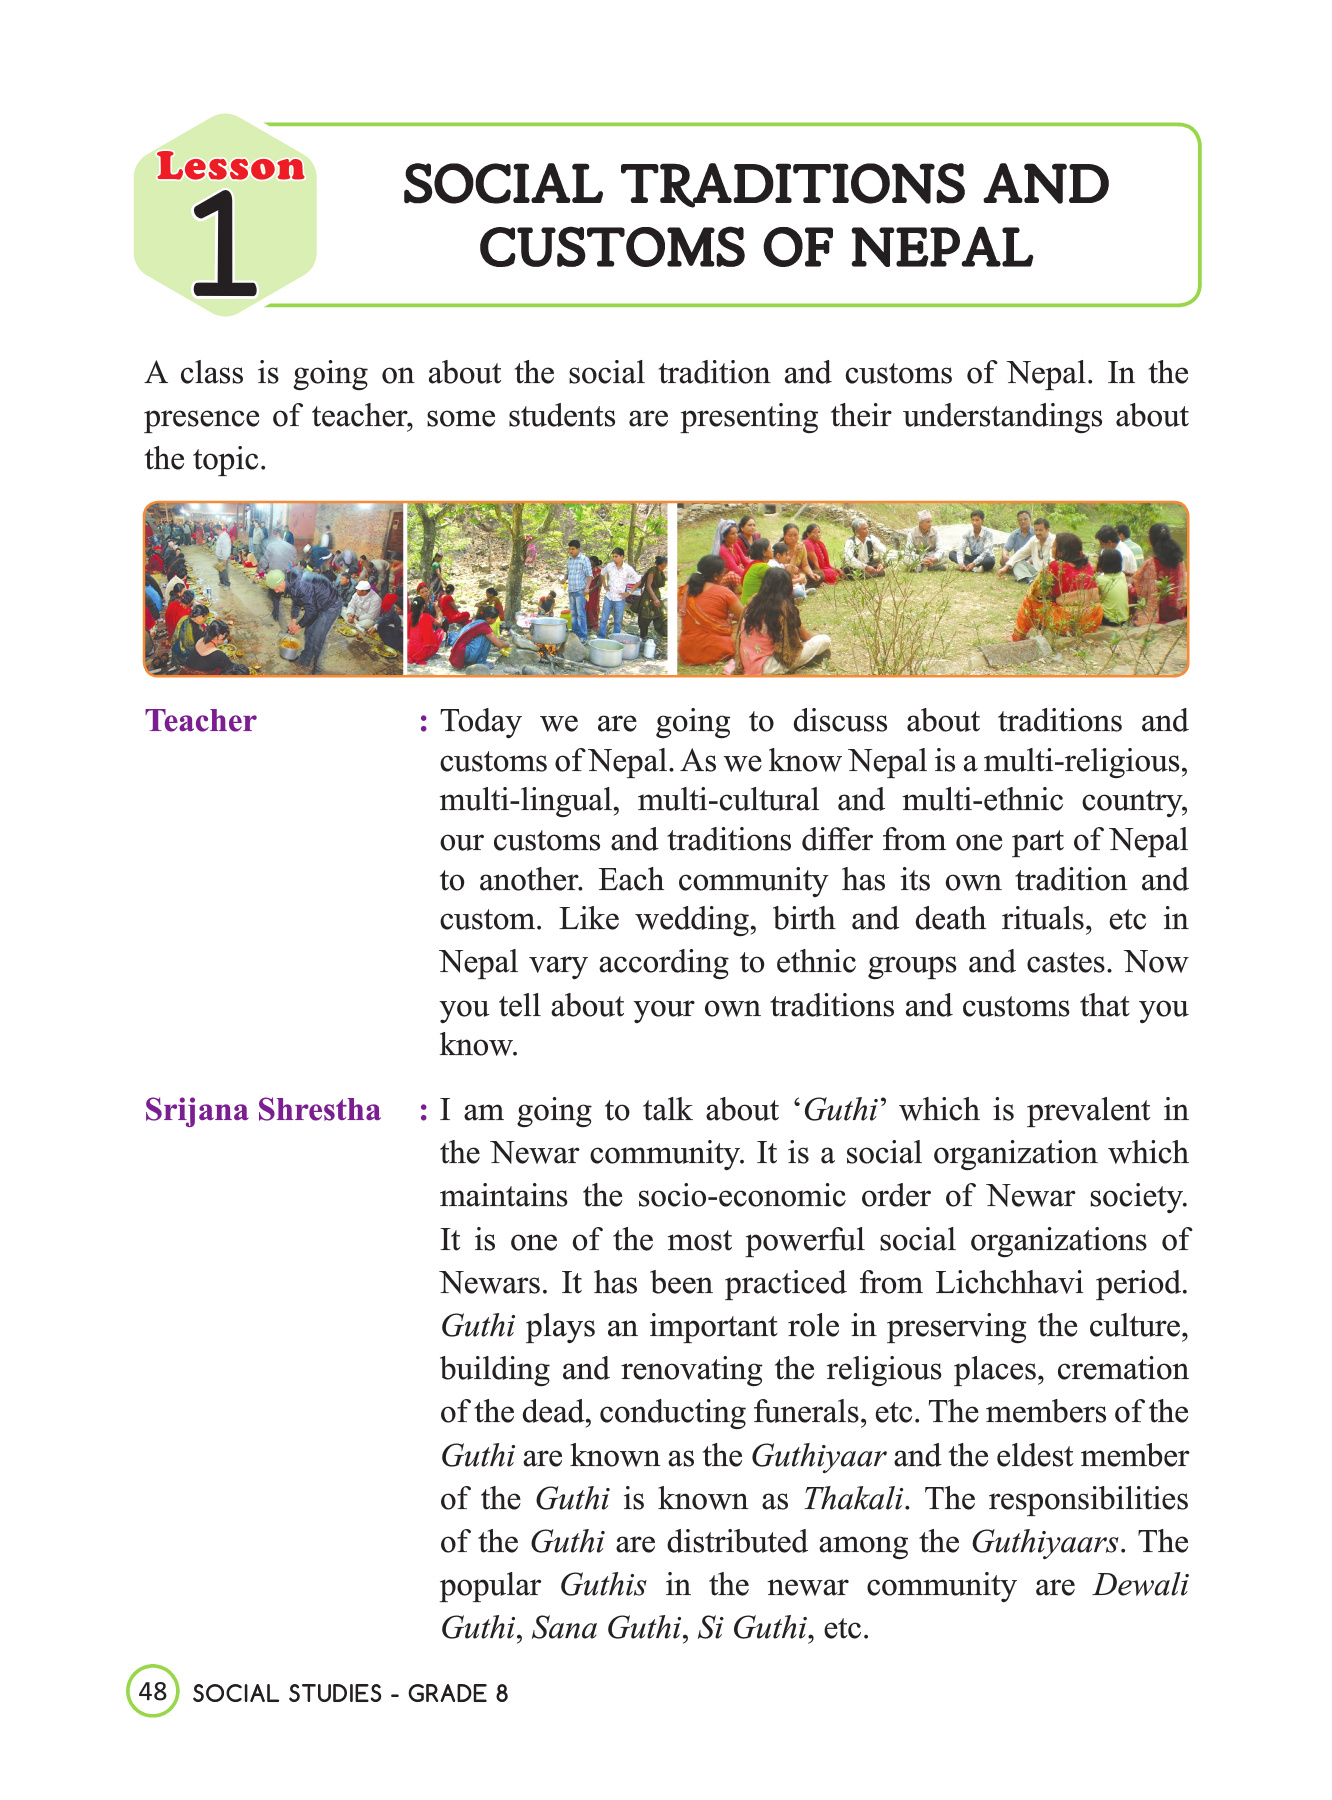 Lesson
1
SOCIAL TRADITIONS AND
CUSTOMS OF NEPAL
A class is going on about the social tradition and customs of Nepal. In the
presence of teacher, some students are presenting their understandings about
the topic.
Teacher : Today we are going to discuss about traditions and
customs of Nepal. As we know Nepal is a multi-religious,
multi-lingual, multi-cultural and multi-ethnic country,
our customs and traditions differ from one part of Nepal
to another. Each community has its own tradition and
custom. Like wedding, birth and death rituals, etc in
Nepal vary according to ethnic groups and castes. Now
you tell about your own traditions and customs that you
know.
Srijana Shrestha : I am going to talk about ‘Guthi’ which is prevalent in
the Newar community. It is a social organization which
maintains the socio-economic order of Newar society.
It is one of the most powerful social organizations of
Newars. It has been practiced from Lichchhavi period.
Guthi plays an important role in preserving the culture,
building and renovating the religious places, cremation
of the dead, conducting funerals, etc. The members of the
Guthi are known as the Guthiyaar and the eldest member
of the Guthi is known as Thakali. The responsibilities
of the Guthi are distributed among the Guthiyaars. The
popular Guthis in the newar community are Dewali
Guthi, Sana Guthi, Si Guthi, etc.
48 SOCIAL STUDIES - GRADE 8